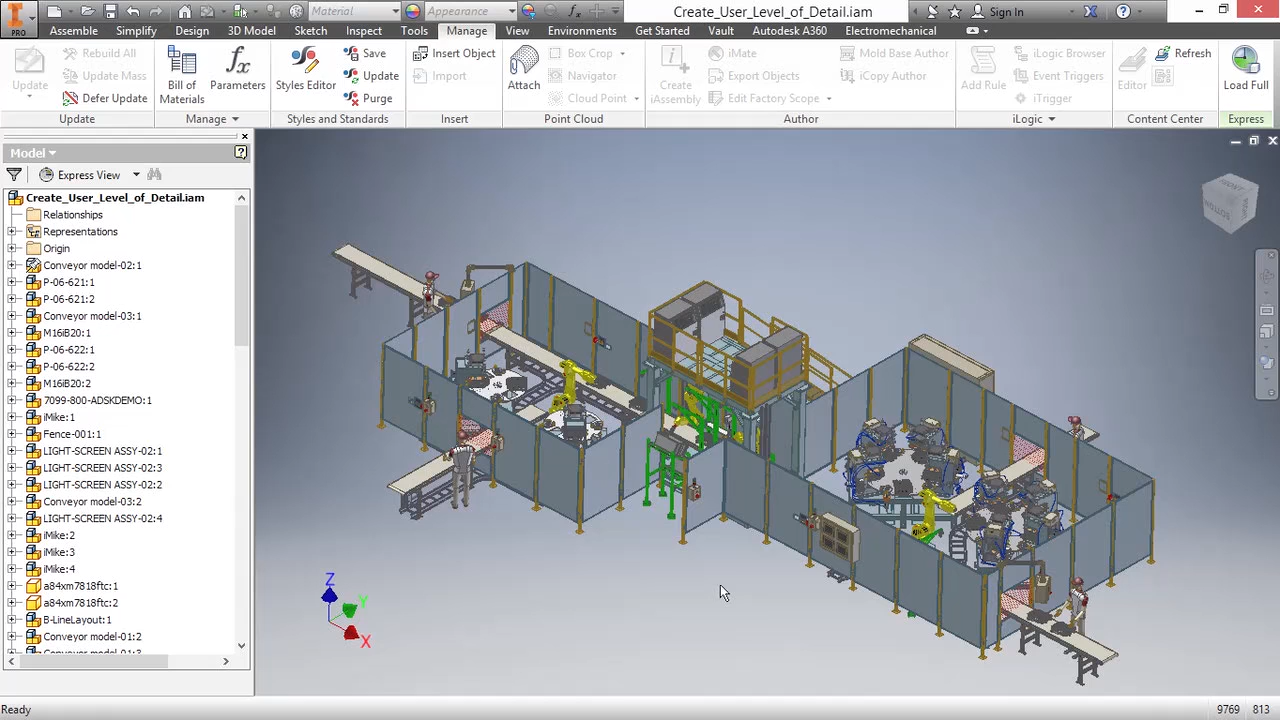 Material
Appearance
Create_User_Level_of_Detail.iam
Sign In
PRO
Assemble Simplify Design 3D Model Sketch Inspect Tools Manage View Environments Get Started Vault Autodesk A360 Electromechanical
Update
Rebuild All
Update Mass
Defer Update
Update
Bill of Materials
Parameters
Manage
Styles Editor
Save
Update
Purge
Styles and Standards
Insert Object
Import
Insert
Attach
Box Crop
Navigator
Cloud Point
Point Cloud
Create iAssembly
iMate
Export Objects
Edit Factory Scope
Mold Base Author
iCopy Author
Author
Add Rule
iLogic Browser
Event Triggers
iTrigger
iLogic
Editor
Refresh
Content Center
Load Full
Express
Model
Express View
Create_User_Level_of_Detail.iam
Relationships
Representations
Origin
Conveyor model-02:1
P-06-621:1
P-06-621:2
Conveyor model-03:1
M16iB20:1
P-06-622:1
P-06-622:2
M16iB20:2
7099-800-ADSKDEMO:1
iMike:1
Fence-001:1
LIGHT-SCREEN ASSY-02:1
LIGHT-SCREEN ASSY-02:3
LIGHT-SCREEN ASSY-02:2
Conveyor model-03:2
LIGHT-SCREEN ASSY-02:4
iMike:2
iMike:3
iMike:4
a84xm7818ftc:1
a84xm7818ftc:2
B-LineLayout:1
Conveyor model-01:2
Conveyor model-01:3
FRONT
BOTTOM
Z
Y
X
Ready
9769 813